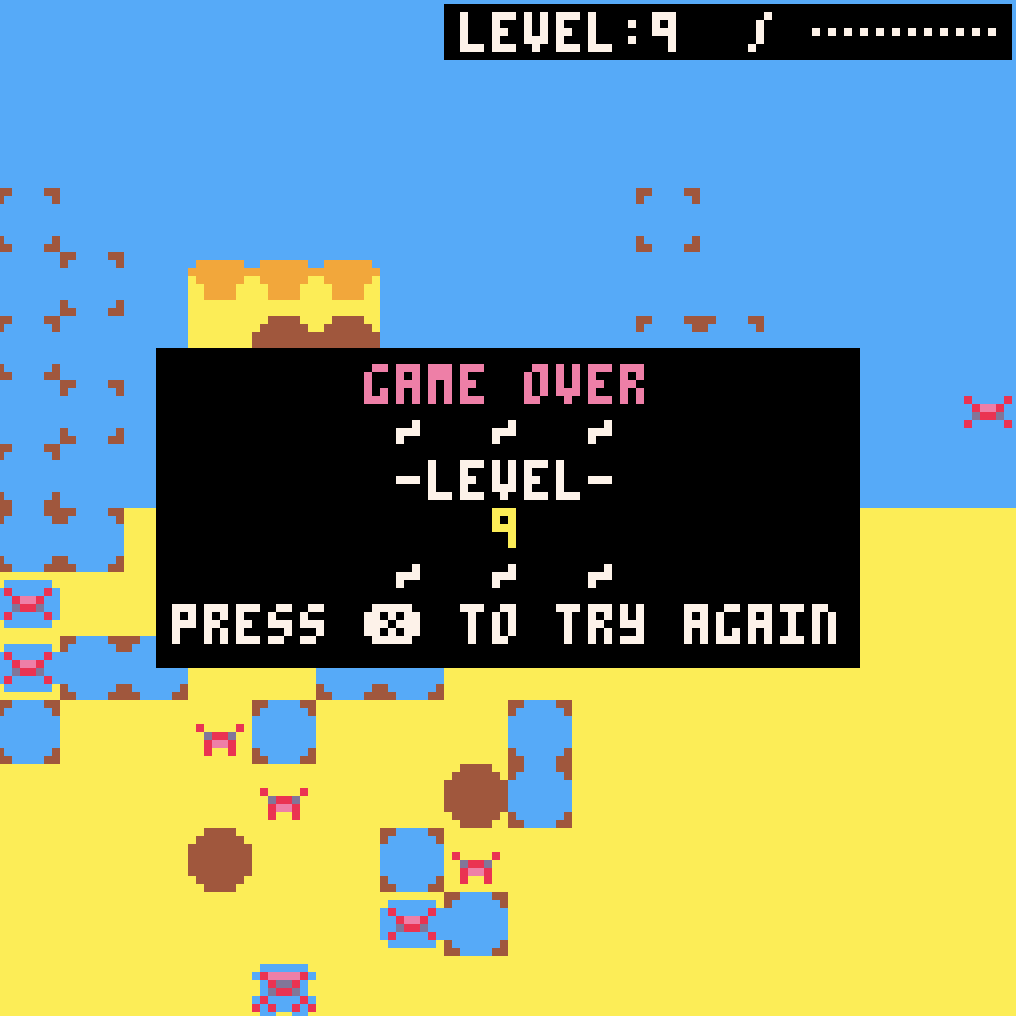 LEVEL:9 ∫ ............
GAME OVER
~ ~ ~
-LEVEL-
9
~ ~ ~
PRESS ❎ TO TRY AGAIN